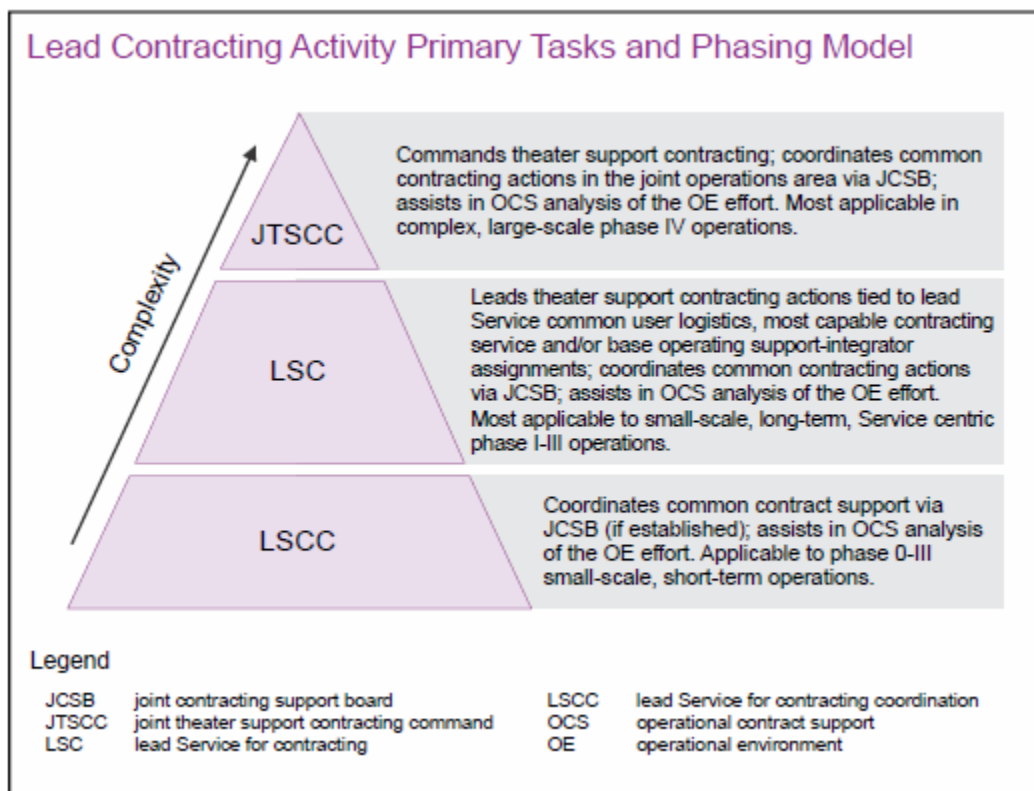 Lead Contracting Activity Primary Tasks and Phasing Model
Complexity
JTSCC
Commands theater support contracting; coordinates common
contracting actions in the joint operations area via JCSB;
assists in OCS analysis of the OE effort. Most applicable in
complex, large-scale phase IV operations.
LSC
Leads theater support contracting actions tied to lead
Service common user logistics, most capable contracting
service and/or base operating support-integrator
assignments; coordinates common contracting actions
via JCSB; assists in OCS analysis of the OE effort.
Most applicable to small-scale, long-term, Service centric
phase I-III operations.
LSCC
Coordinates common contract support via
JCSB (if established); assists in OCS analysis
of the OE effort. Applicable to phase 0-III
small-scale, short-term operations.
Legend
JCSB joint contracting support board
JTSCC joint theater support contracting command
LSC lead Service for contracting
LSCC lead Service for contracting coordination
OCS operational contract support
OE operational environment